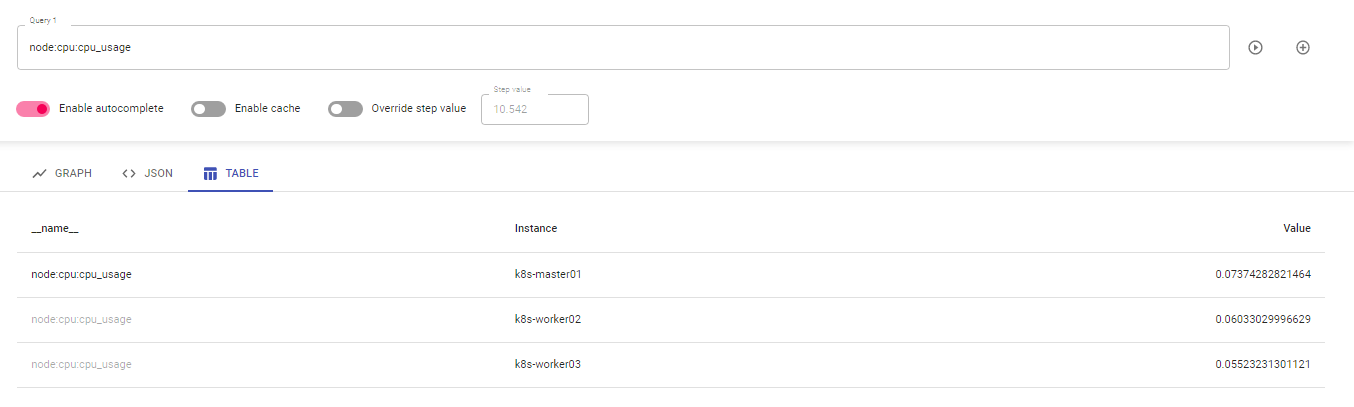 Query 1
node:cpu:cpu_usage
Enable autocomplete Enable cache Override step value Step value 10.542
GRAPH JSON TABLE
__name__ Instance Value
node:cpu:cpu_usage k8s-master01 0.07374282821464
node:cpu:cpu_usage k8s-worker02 0.06033029996629
node:cpu:cpu_usage k8s-worker03 0.05523231301121